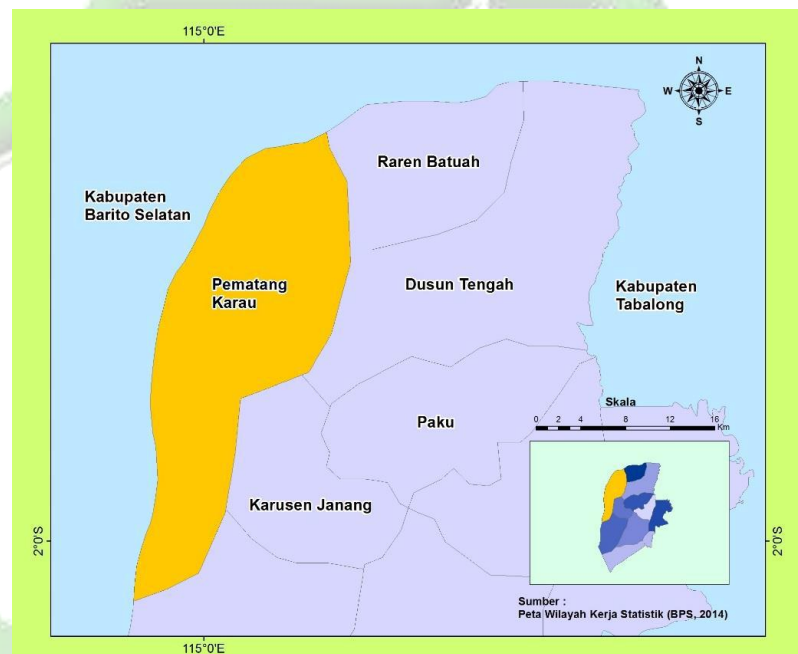 115°0'E
N
W E
S
Raren Batuah
Kabupaten
Barito Selatan
Pematang
Karau
Dusun Tengah
Kabupaten
Tabalong
Skala
0 2 4 8 12 16
Km
Paku
Karusen Janang
2°0'S
2°0'S
Sumber :
Peta Wilayah Kerja Statistik (BPS, 2014)
115°0'E